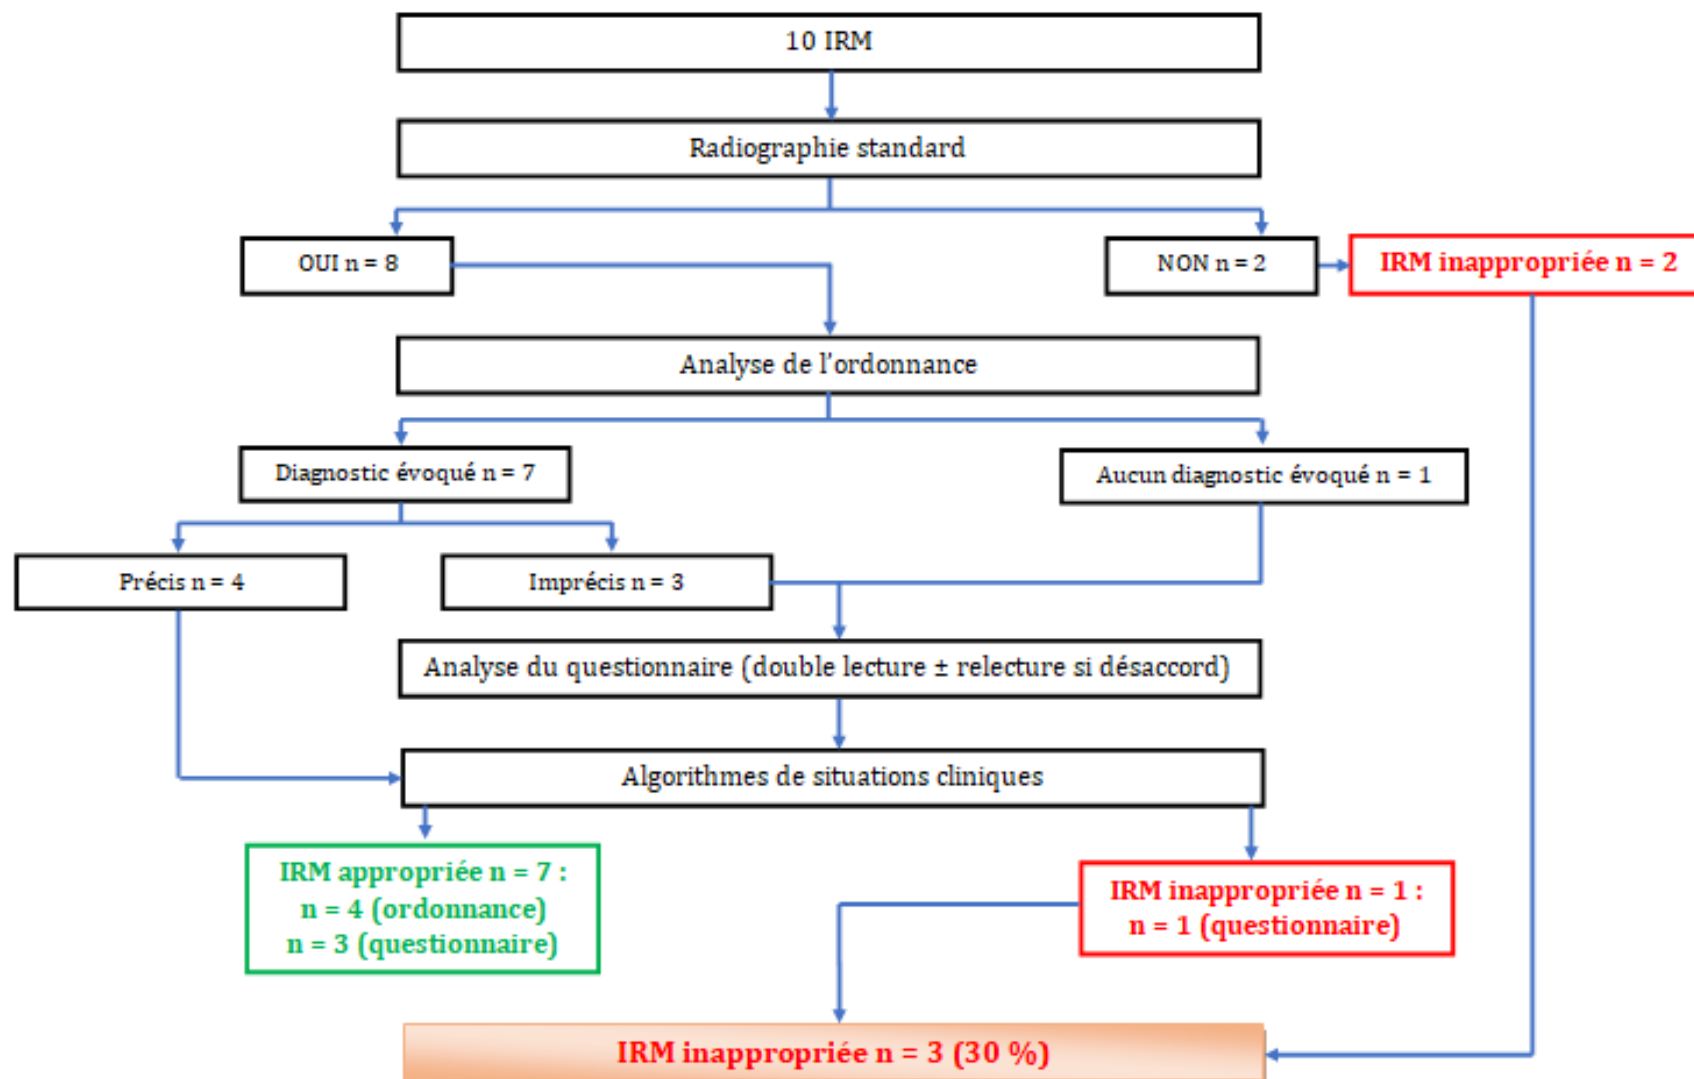 10 IRM
Radiographie standard
OUI n = 8
NON n = 2
IRM inappropriée n = 2
Analyse de l'ordonnance
Diagnostic évoqué n = 7
Aucun diagnostic évoqué n = 1
Précis n = 4
Imprécis n = 3
Analyse du questionnaire (double lecture ± relecture si désaccord)
Algorithmes de situations cliniques
IRM appropriée n = 7 :
n = 4 (ordonnance)
n = 3 (questionnaire)
IRM inappropriée n = 1 :
n = 1 (questionnaire)
IRM inappropriée n = 3 (30 %)